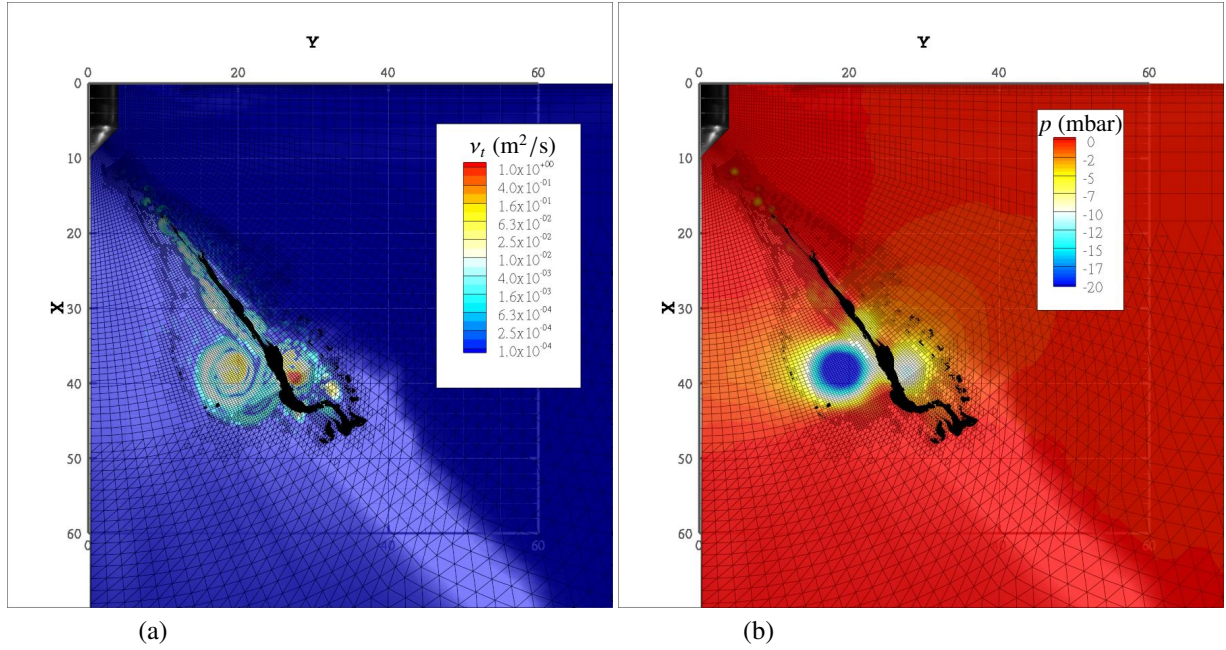 Y
0
20
40
60
0
10
20
30
40
50
60
X
0
60
ν_t (m²/s)
1.0x10⁺⁰⁰
4.0x10⁻⁰¹
1.6x10⁻⁰¹
6.3x10⁻⁰²
2.5x10⁻⁰²
1.0x10⁻⁰²
4.0x10⁻⁰³
1.6x10⁻⁰³
6.3x10⁻⁰⁴
2.5x10⁻⁰⁴
1.0x10⁻⁰⁴
(a)
Y
0
20
40
60
0
10
20
30
40
50
60
X
0
60
p (mbar)
0
-2
-5
-7
-10
-12
-15
-17
-20
(b)